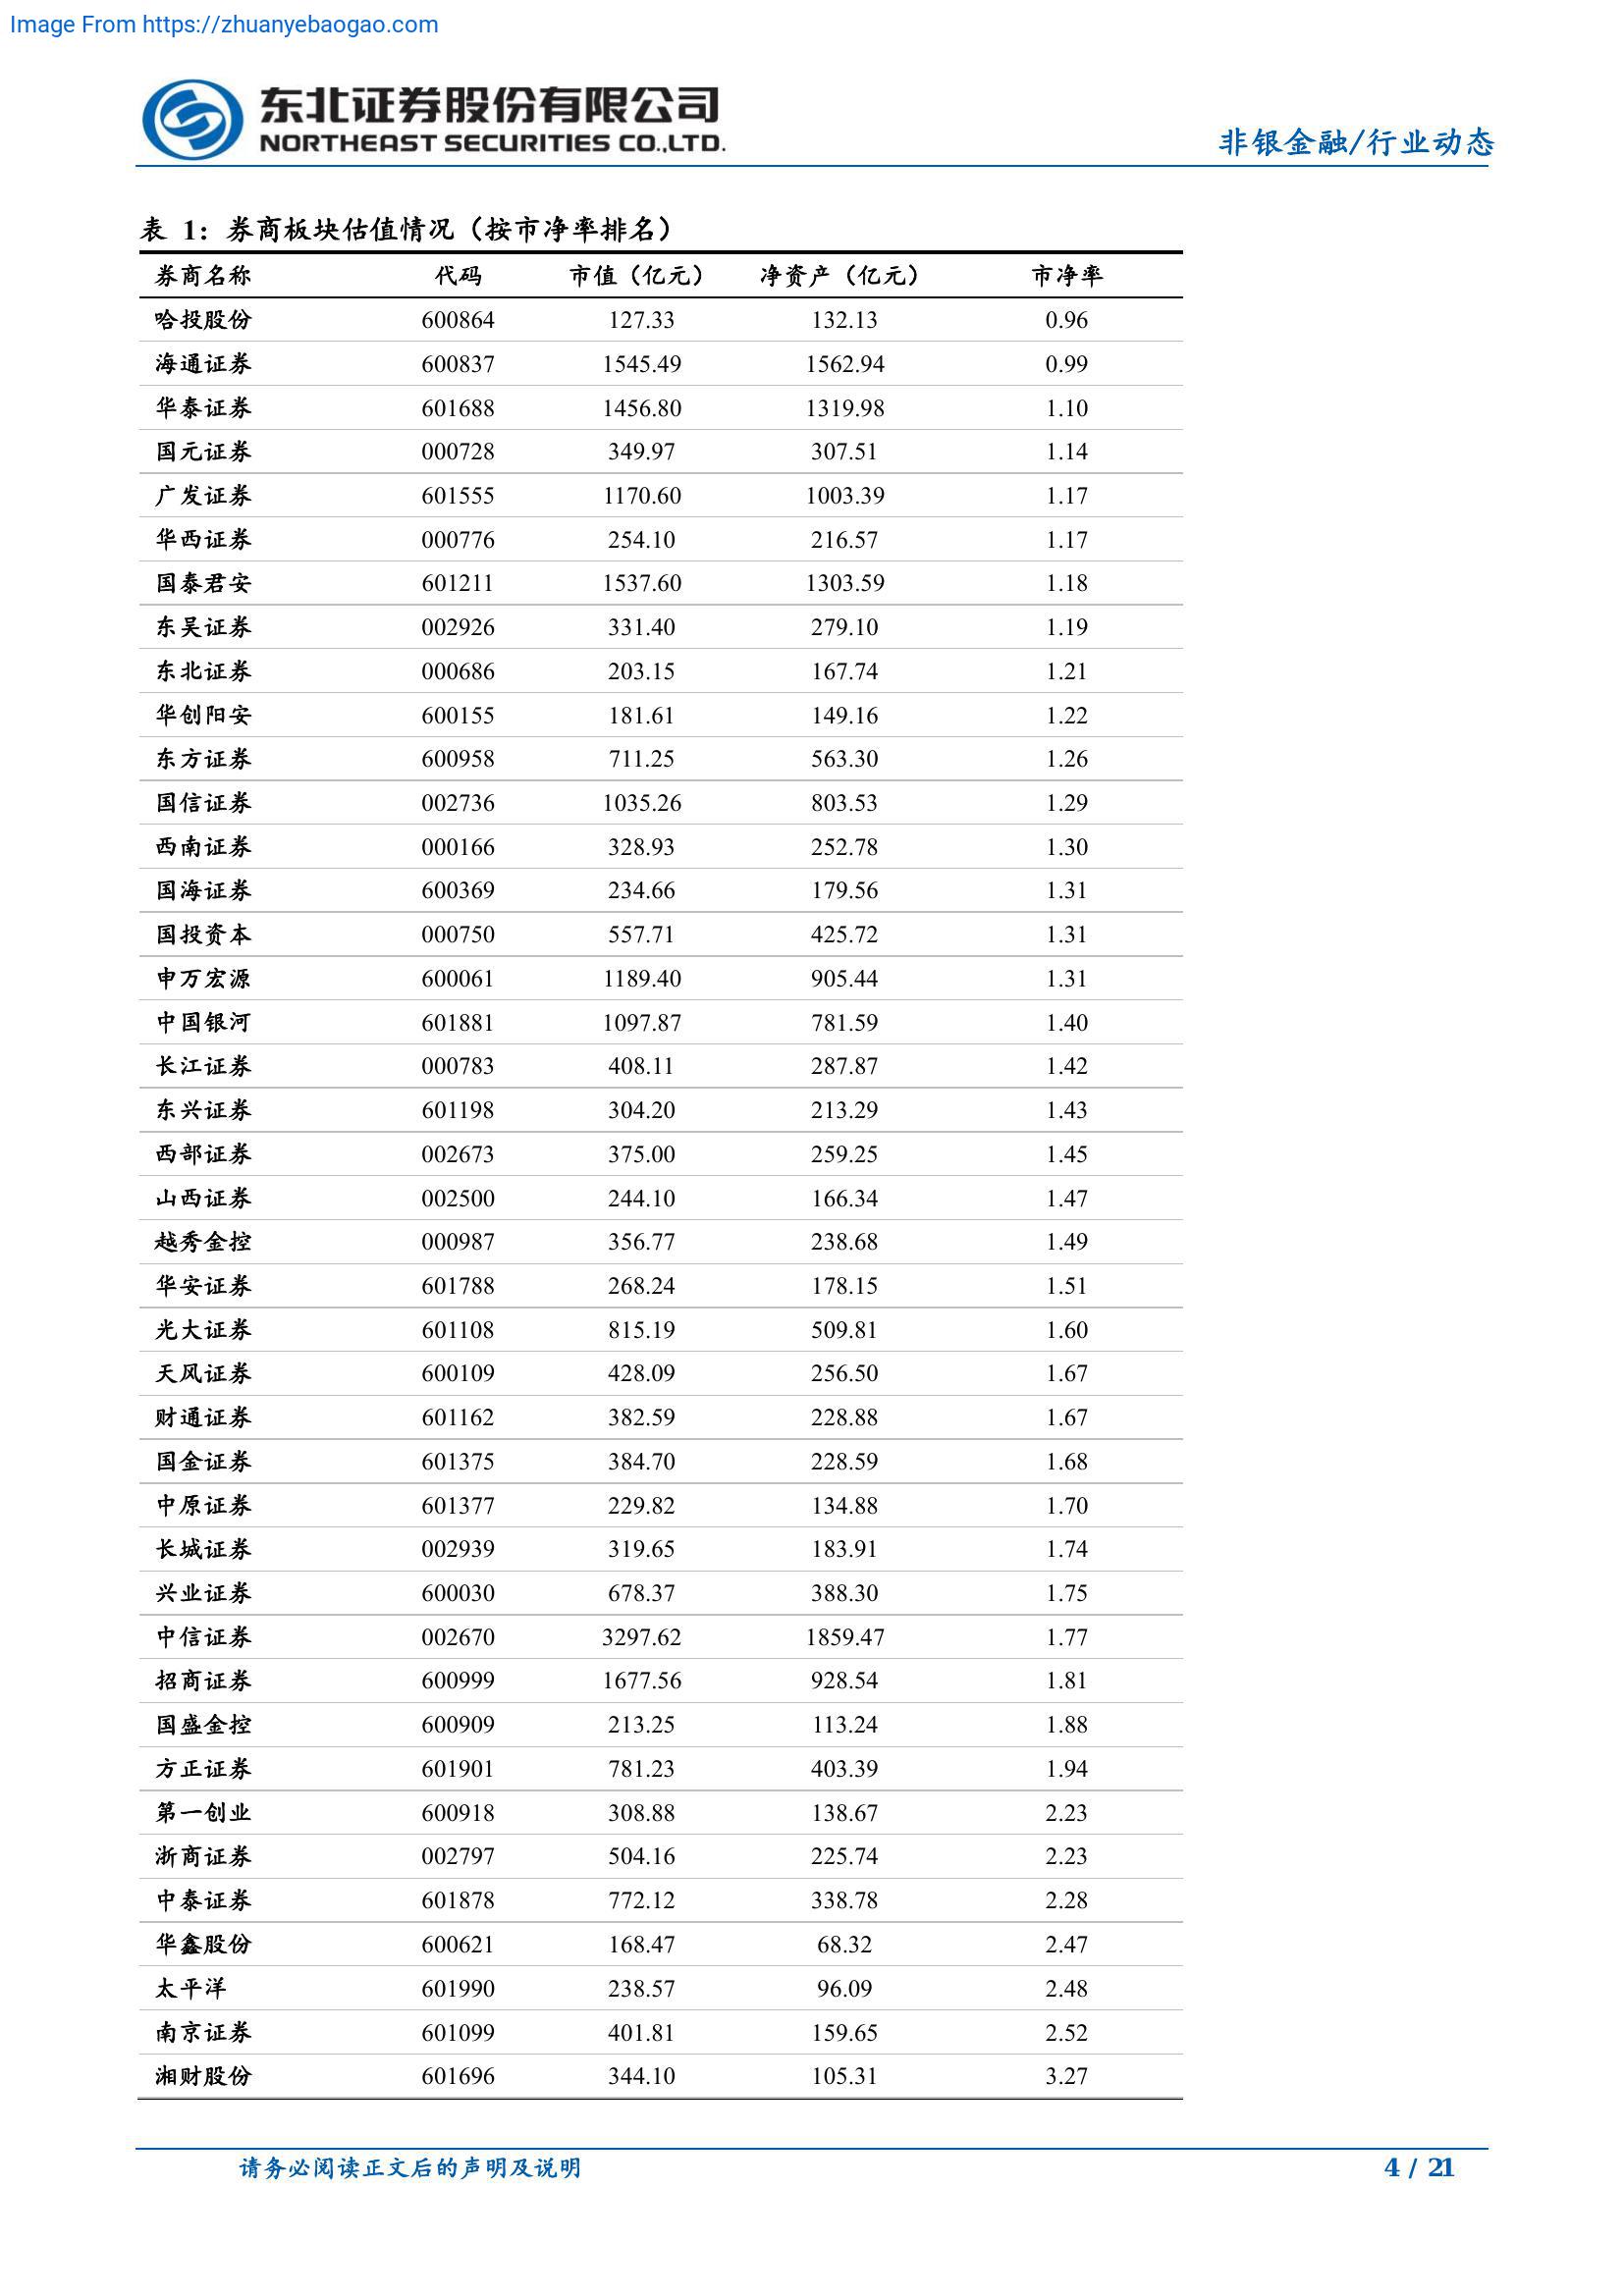 Image From https://zhuanyebaogao.com
东北证券股份有限公司
NORTHEAST SECURITIES CO.,LTD.
非银金融/行业动态
表 1：券商板块估值情况（按市净率排名）
券商名称 代码 市值（亿元） 净资产（亿元） 市净率
哈投股份 600864 127.33 132.13 0.96
海通证券 600837 1545.49 1562.94 0.99
华泰证券 601688 1456.80 1319.98 1.10
国元证券 000728 349.97 307.51 1.14
广发证券 601555 1170.60 1003.39 1.17
华西证券 000776 254.10 216.57 1.17
国泰君安 601211 1537.60 1303.59 1.18
东吴证券 002926 331.40 279.10 1.19
东北证券 000686 203.15 167.74 1.21
华创阳安 600155 181.61 149.16 1.22
东方证券 600958 711.25 563.30 1.26
国信证券 002736 1035.26 803.53 1.29
西南证券 000166 328.93 252.78 1.30
国海证券 600369 234.66 179.56 1.31
国投资本 000750 557.71 425.72 1.31
申万宏源 600061 1189.40 905.44 1.31
中国银河 601881 1097.87 781.59 1.40
长江证券 000783 408.11 287.87 1.42
东兴证券 601198 304.20 213.29 1.43
西部证券 002673 375.00 259.25 1.45
山西证券 002500 244.10 166.34 1.47
越秀金控 000987 356.77 238.68 1.49
华安证券 601788 268.24 178.15 1.51
光大证券 601108 815.19 509.81 1.60
天风证券 600109 428.09 256.50 1.67
财通证券 601162 382.59 228.88 1.67
国金证券 601375 384.70 228.59 1.68
中原证券 601377 229.82 134.88 1.70
长城证券 002939 319.65 183.91 1.74
兴业证券 600030 678.37 388.30 1.75
中信证券 002670 3297.62 1859.47 1.77
招商证券 600999 1677.56 928.54 1.81
国盛金控 600909 213.25 113.24 1.88
方正证券 601901 781.23 403.39 1.94
第一创业 600918 308.88 138.67 2.23
浙商证券 002797 504.16 225.74 2.23
中泰证券 601878 772.12 338.78 2.28
华鑫股份 600621 168.47 68.32 2.47
太平洋 601990 238.57 96.09 2.48
南京证券 601099 401.81 159.65 2.52
湘财股份 601696 344.10 105.31 3.27
请务必阅读正文后的声明及说明 4 / 21